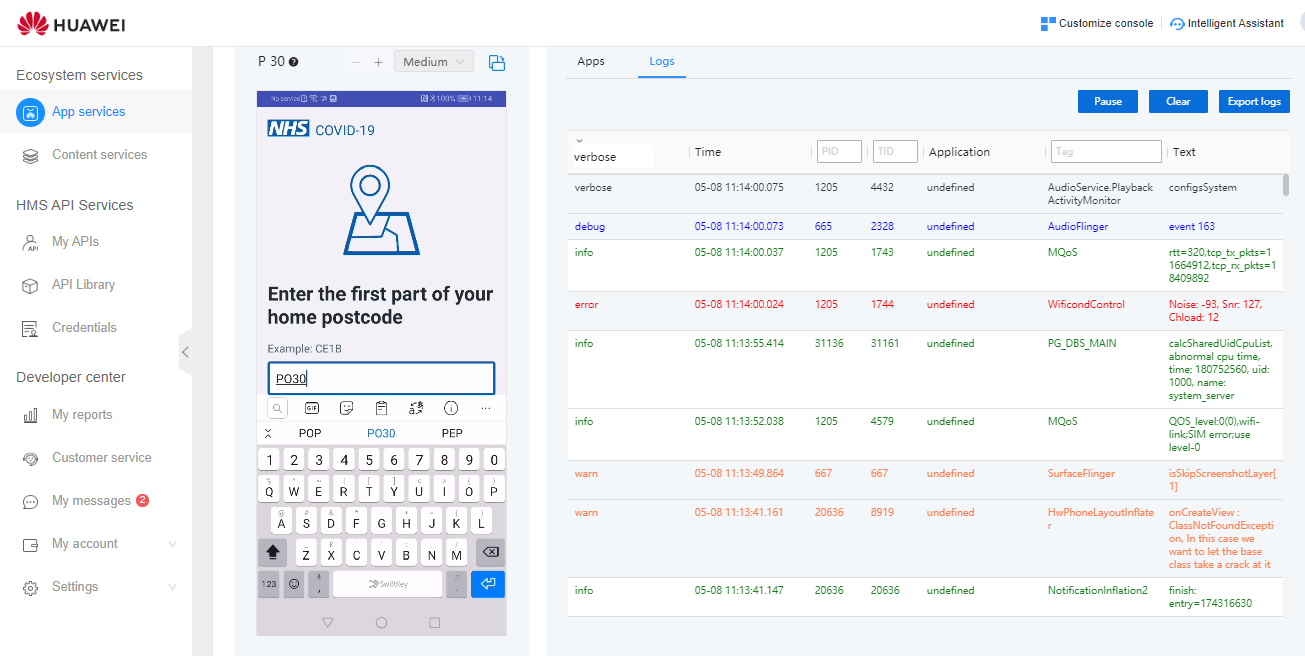 HUAWEI
Customize console
Intelligent Assistant
Ecosystem services
App services
Content services
HMS API Services
My APIs
API Library
Credentials
Developer center
My reports
Customer service
My messages 2
My account
Settings
P 30
Medium
No service 100% 11:14
NHS COVID-19
Enter the first part of your
home postcode
Example: CE1B
PO30
GIF
POP PO30 PEP
1 2 3 4 5 6 7 8 9 0
Q W E R T Y U I O P
A S D F G H J K L
Z X C V B N M
123 , SwiftKey .
Apps Logs
Pause Clear Export logs
verbose Time PID TID Application Tag Text
verbose 05-08 11:14:00.075 1205 4432 undefined AudioService.Playback configsSystem
ActivityMonitor
debug 05-08 11:14:00.073 665 2328 undefined AudioFlinger event 163
info 05-08 11:14:00.037 1205 1743 undefined MQoS rtt=320,tcp_tx_pkts=1
1664912,tcp_rx_pkts=1
8409892
error 05-08 11:14:00.024 1205 1744 undefined WificondControl Noise: -93, Snr: 127,
Chload: 12
info 05-08 11:13:55.414 31136 31161 undefined PG_DBS_MAIN calcSharedUidCpuList,
abnormal cpu time,
time: 180752560, uid:
1000, name:
system_server
info 05-08 11:13:52.038 1205 4579 undefined MQoS QOS_level:0(0),wifi-
link;SIM error;use
level-0
warn 05-08 11:13:49.864 667 667 undefined SurfaceFlinger isSkipScreenshotLayer[
1]
warn 05-08 11:13:41.161 20636 8919 undefined HwPhoneLayoutInflate onCreateView :
r ClassNotFoundExcepti
on, In this case we
want to let the base
class take a crack at it
info 05-08 11:13:41.147 20636 20636 undefined NotificationInflation2 finish:
entry=174316630